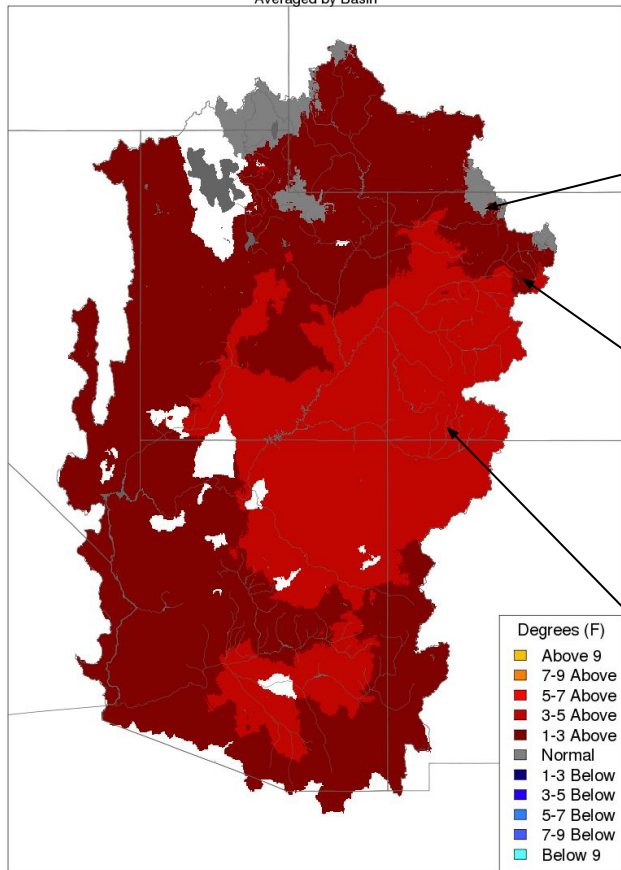 Averaged by Basin
Degrees (F)
Above 9
7-9 Above
5-7 Above
3-5 Above
1-3 Above
Normal
1-3 Below
3-5 Below
5-7 Below
7-9 Below
Below 9